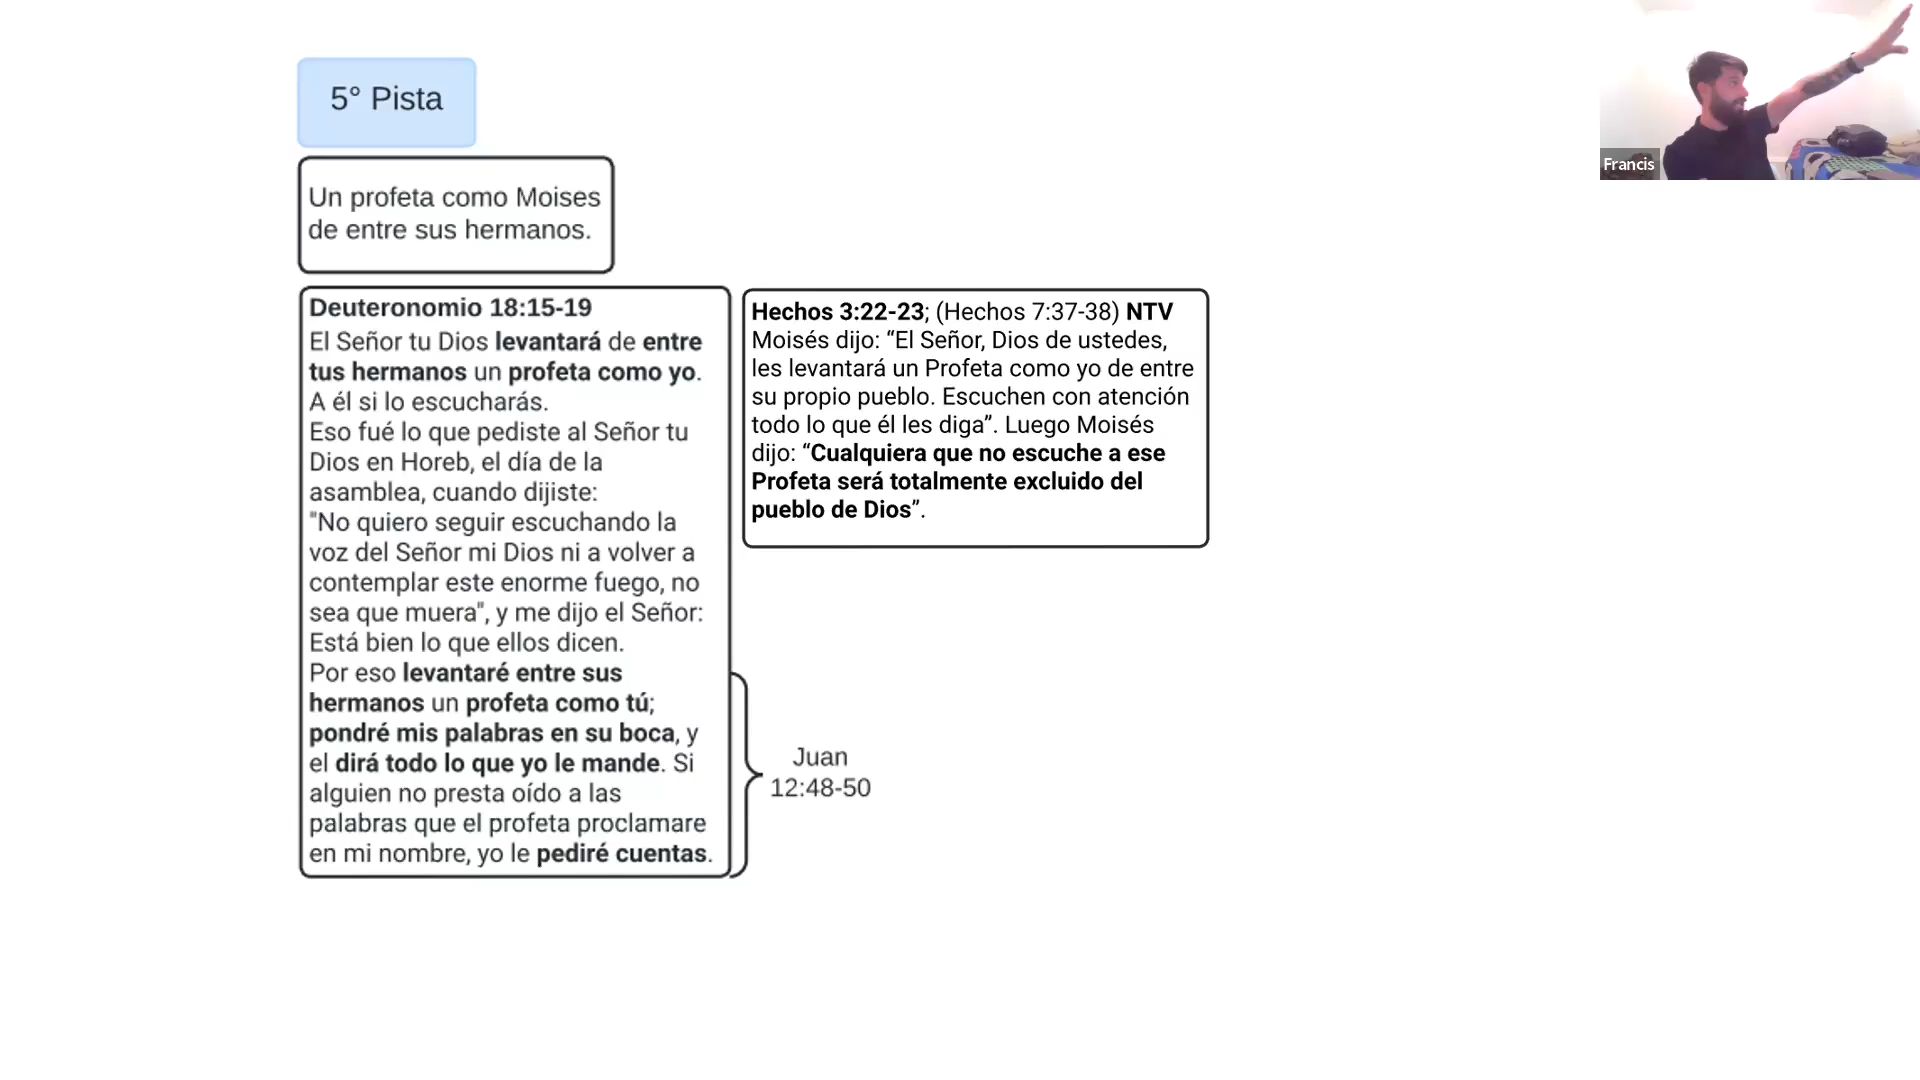 5° Pista
Un profeta como Moises
de entre sus hermanos.
Deuteronomio 18:15-19
El Señor tu Dios levantará de entre
tus hermanos un profeta como yo.
A él si lo escucharás.
Eso fué lo que pediste al Señor tu
Dios en Horeb, el día de la
asamblea, cuando dijiste:
"No quiero seguir escuchando la
voz del Señor mi Dios ni a volver a
contemplar este enorme fuego, no
sea que muera", y me dijo el Señor:
Está bien lo que ellos dicen.
Por eso levantaré entre sus
hermanos un profeta como tú;
pondré mis palabras en su boca, y
el dirá todo lo que yo le mande. Si
alguien no presta oído a las
palabras que el profeta proclamare
en mi nombre, yo le pediré cuentas.
Hechos 3:22-23; (Hechos 7:37-38) NTV
Moisés dijo: “El Señor, Dios de ustedes,
les levantará un Profeta como yo de entre
su propio pueblo. Escuchen con atención
todo lo que él les diga”. Luego Moisés
dijo: “Cualquiera que no escuche a ese
Profeta será totalmente excluido del
pueblo de Dios”.
Juan
12:48-50
Francis